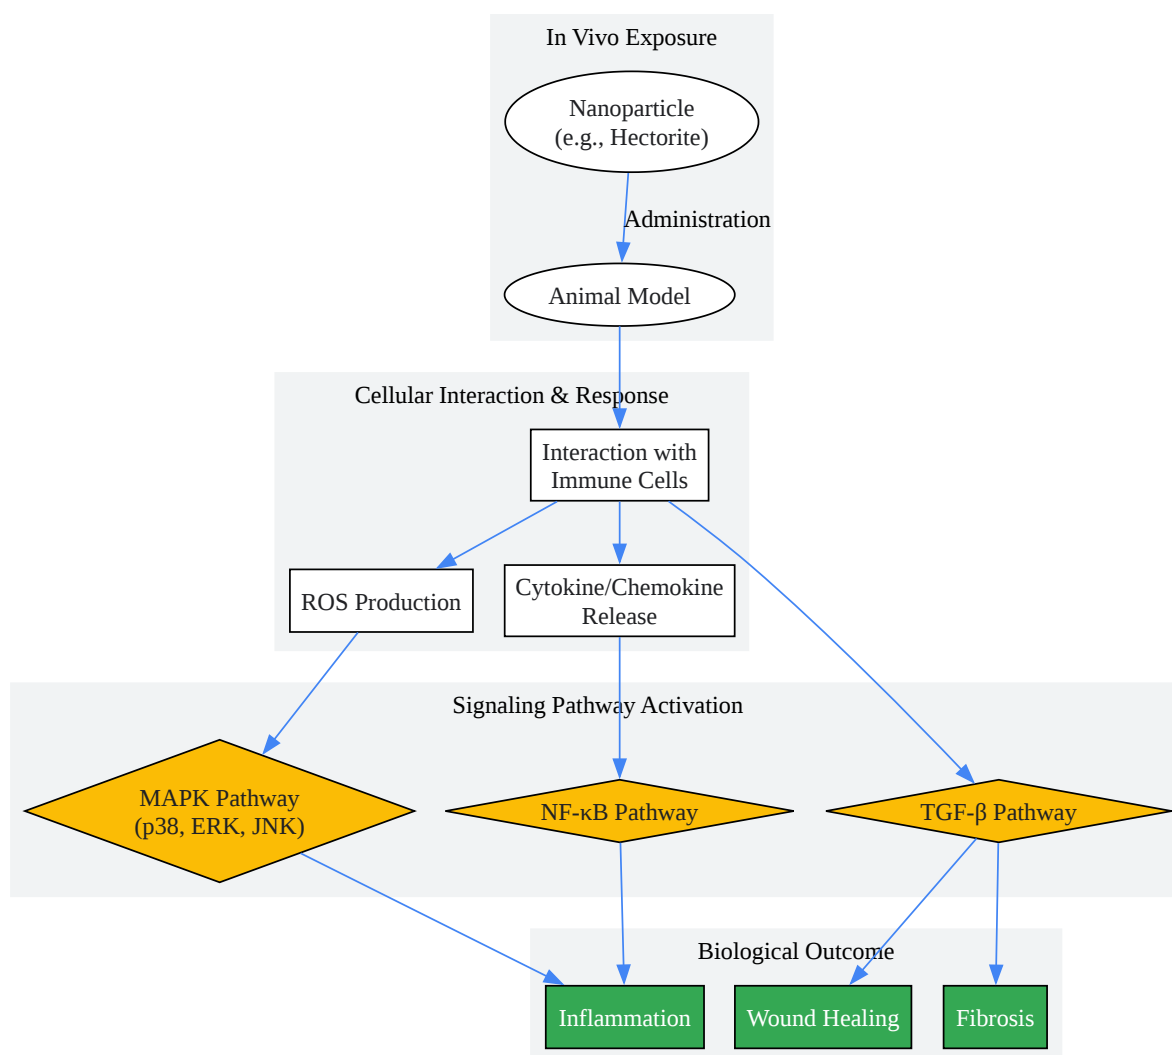 In Vivo Exposure
Nanoparticle
(e.g., Hectorite)
Administration
Animal Model
Cellular Interaction & Response
Interaction with
Immune Cells
ROS Production
Cytokine/Chemokine
Release
Signaling Pathway Activation
MAPK Pathway
(p38, ERK, JNK)
NF-κB Pathway
TGF-β Pathway
Biological Outcome
Inflammation
Wound Healing
Fibrosis